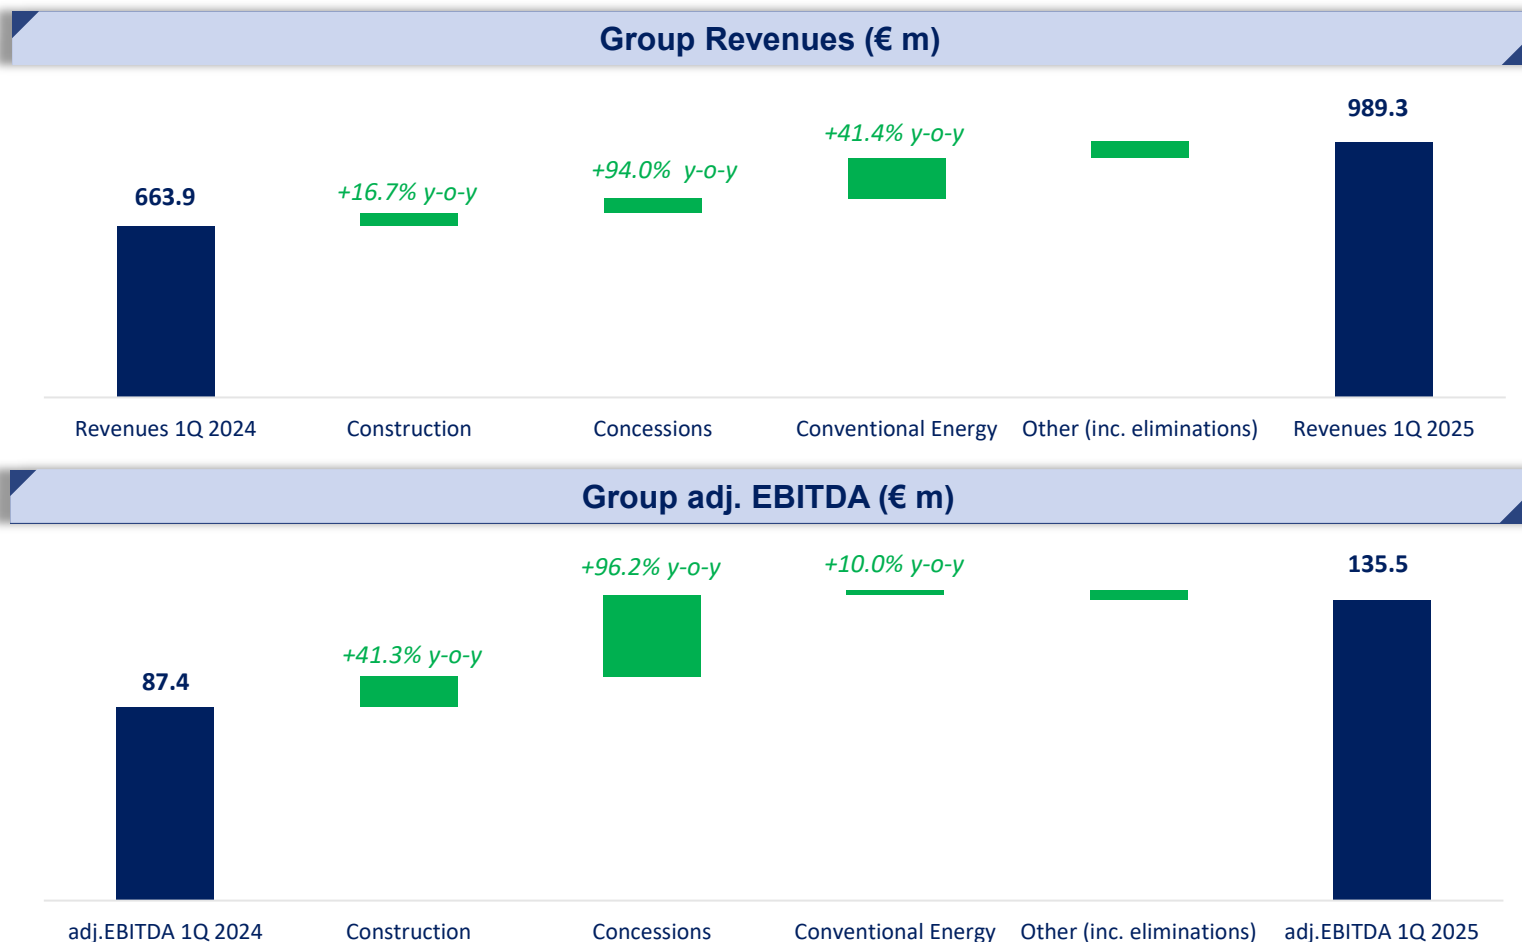 Group Revenues (€ m)
989.3
+41.4% y-o-y
+94.0% y-o-y
+16.7% y-o-y
663.9
Revenues 1Q 2024 Construction Concessions Conventional Energy Other (inc. eliminations) Revenues 1Q 2025
Group adj. EBITDA (€ m)
+96.2% y-o-y +10.0% y-o-y 135.5
+41.3% y-o-y
87.4
adj.EBITDA 1Q 2024 Construction Concessions Conventional Energy Other (inc. eliminations) adj.EBITDA 1Q 2025